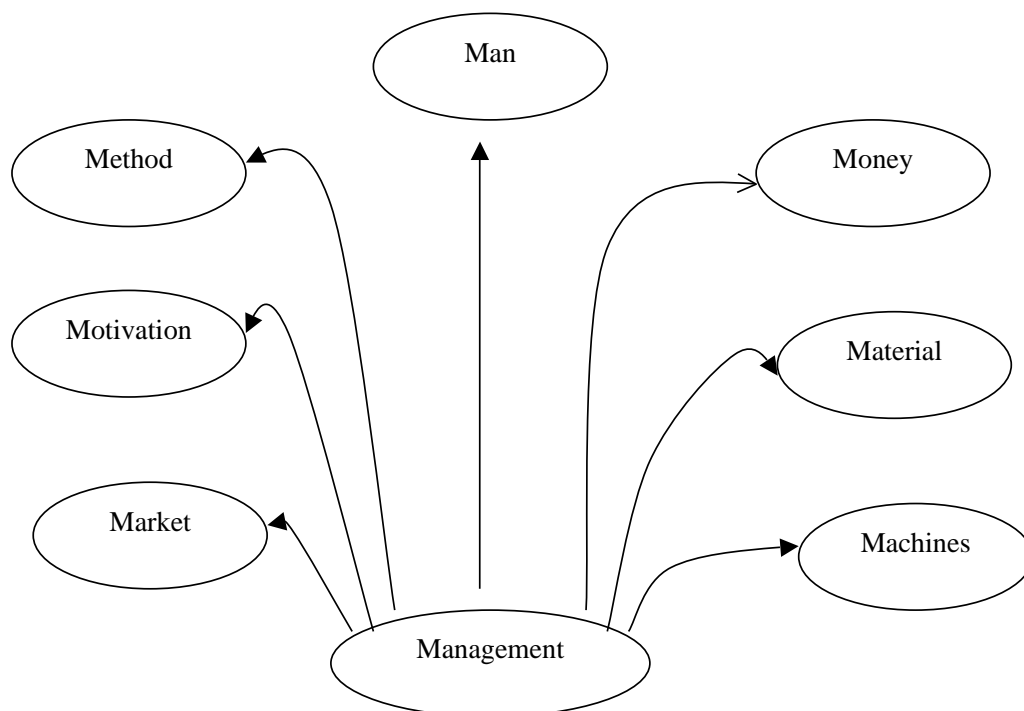 Man
Method
Money
Motivation
Material
Market
Machines
Management